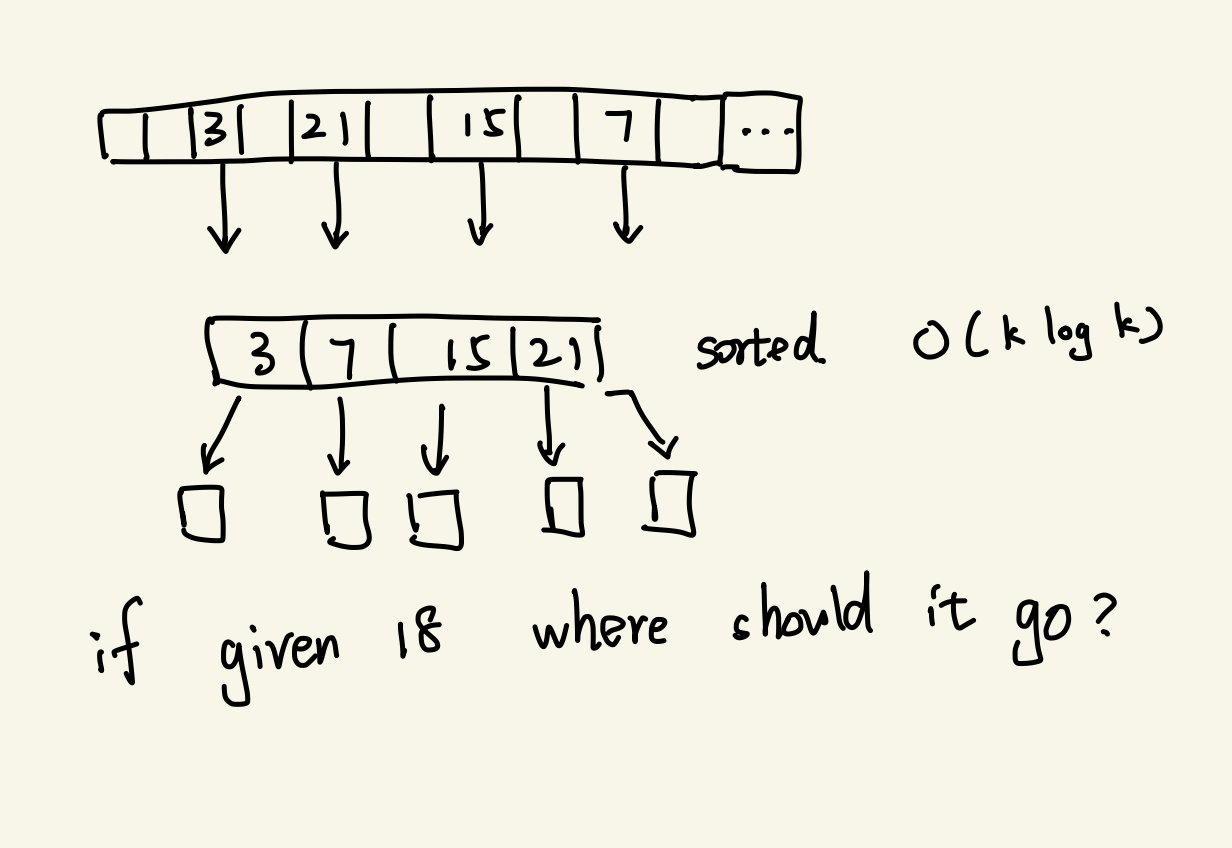 3 21 15 7 ...
3 7 15 21 sorted O(k log k)
if given 18 where should it go?